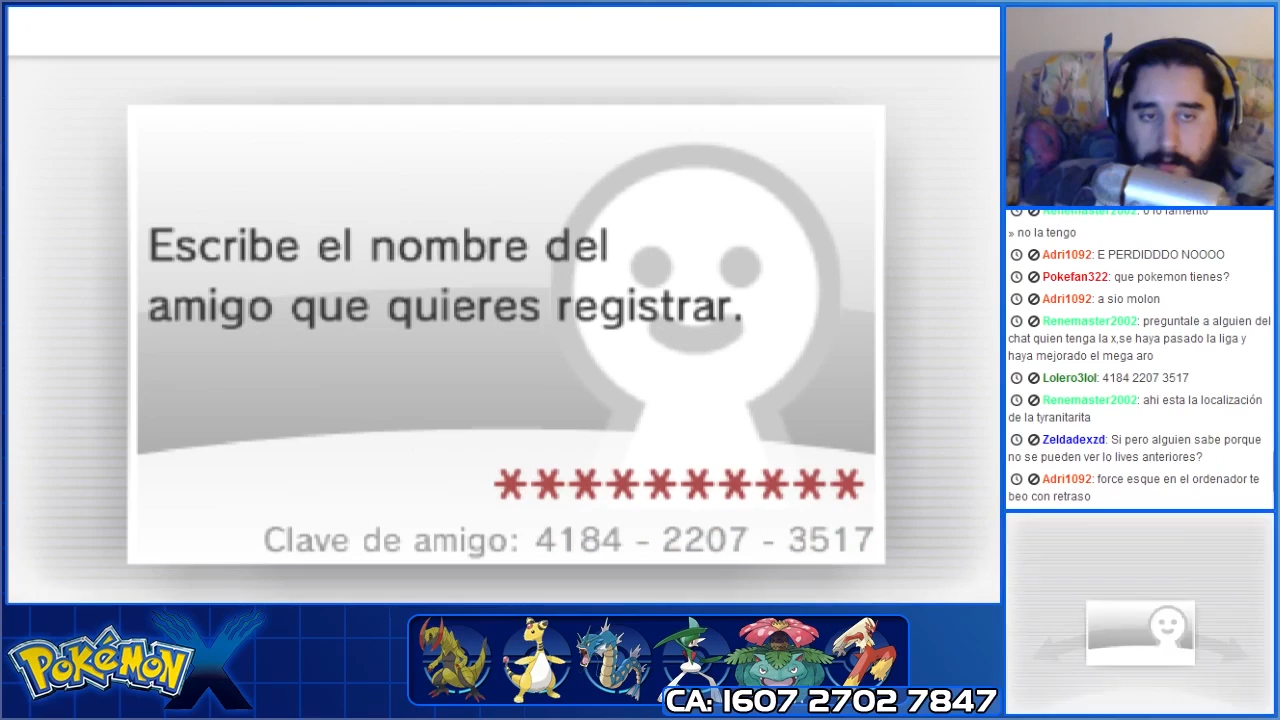 Escribe el nombre del
amigo que quieres registrar.
**********
Clave de amigo: 4184 - 2207 - 3517
Renemaster2002: o lo lamento
» no la tengo
Adri1092: E PERDIDDDO NOOOO
Pokefan322: que pokemon tienes?
Adri1092: a sio molon
Renemaster2002: preguntale a alguien del
chat quien tenga la x,se haya pasado la liga y
haya mejorado el mega aro
Lolero3lol: 4184 2207 3517
Renemaster2002: ahi esta la localización
de la tyranitarita
Zeldadexzd: Si pero alguien sabe porque
no se pueden ver lo lives anteriores?
Adri1092: force esque en el ordenador te
beo con retraso
POKéMON X
CA: 1607 2702 7847